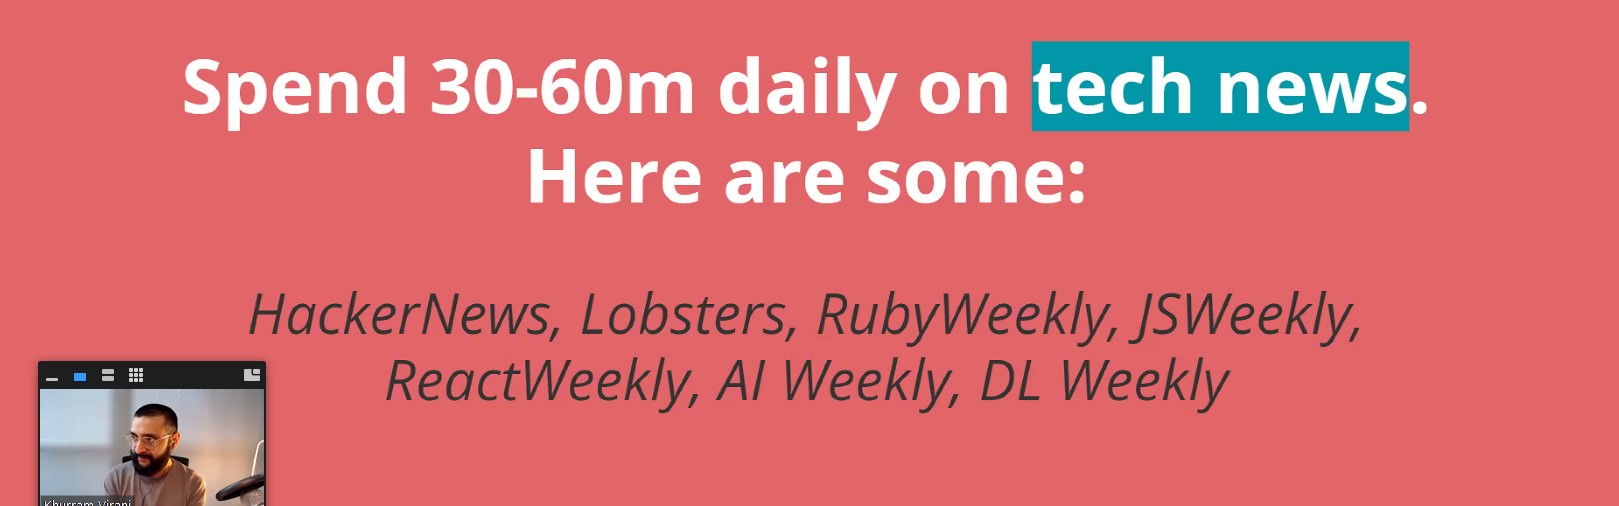 Spend 30-60m daily on tech news.
Here are some:
HackerNews, Lobsters, RubyWeekly, JSWeekly,
ReactWeekly, AI Weekly, DL Weekly
Khurram Virani